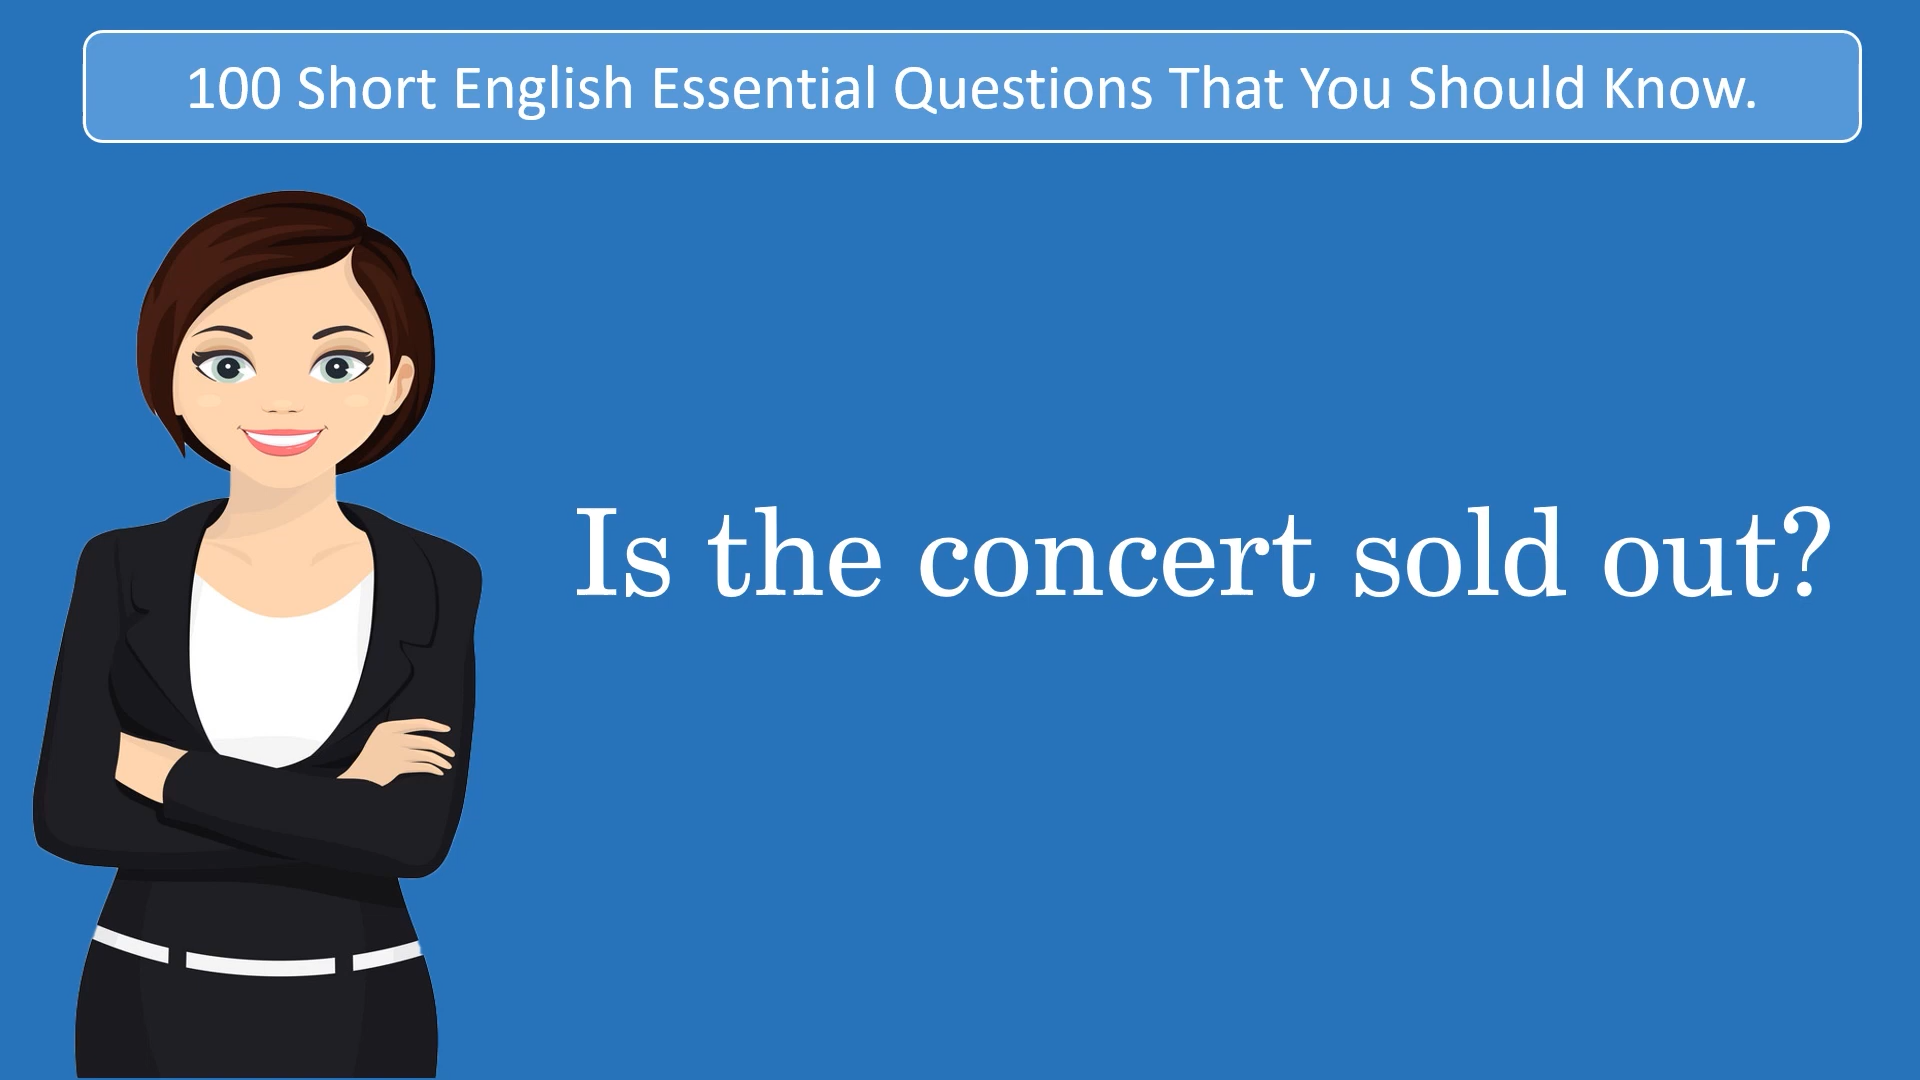 100 Short English Essential Questions That You Should Know.
Is the concert sold out?